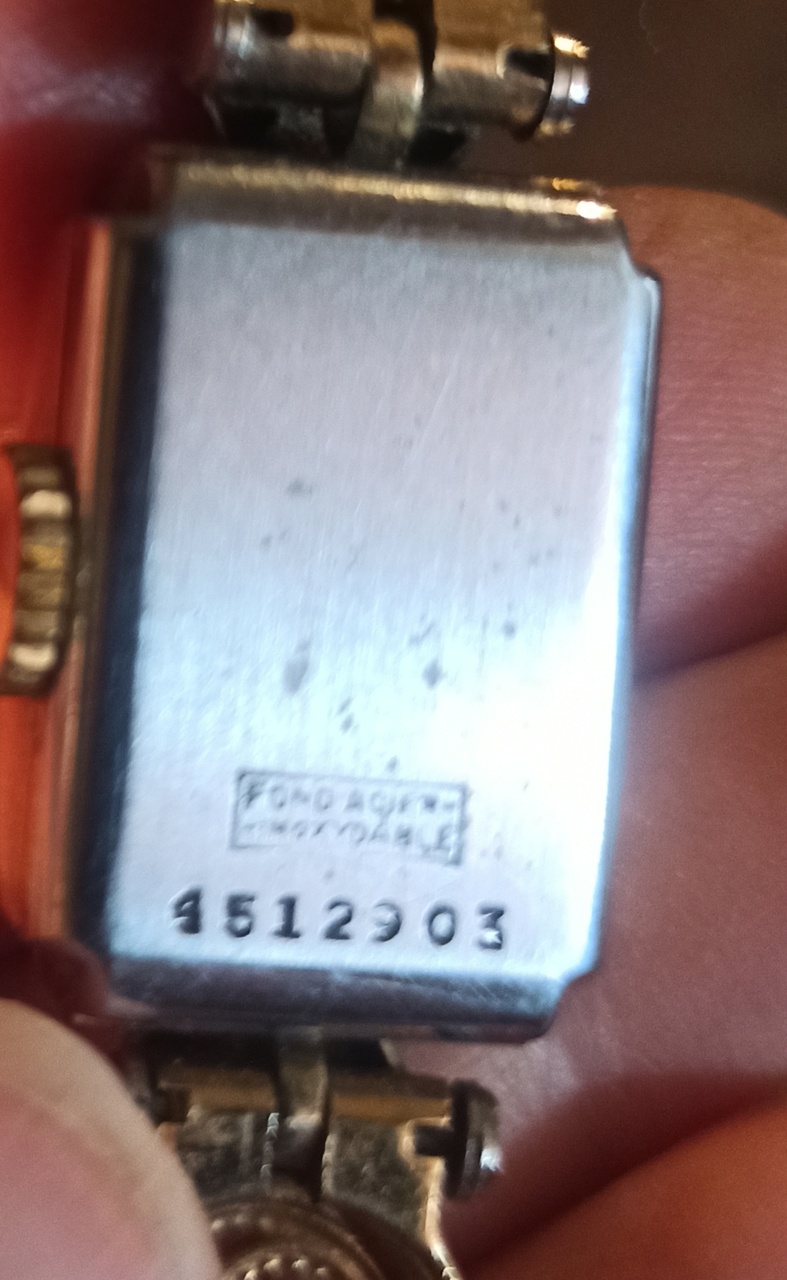 FOND ACIER-
-INOXYDABLE
4512903